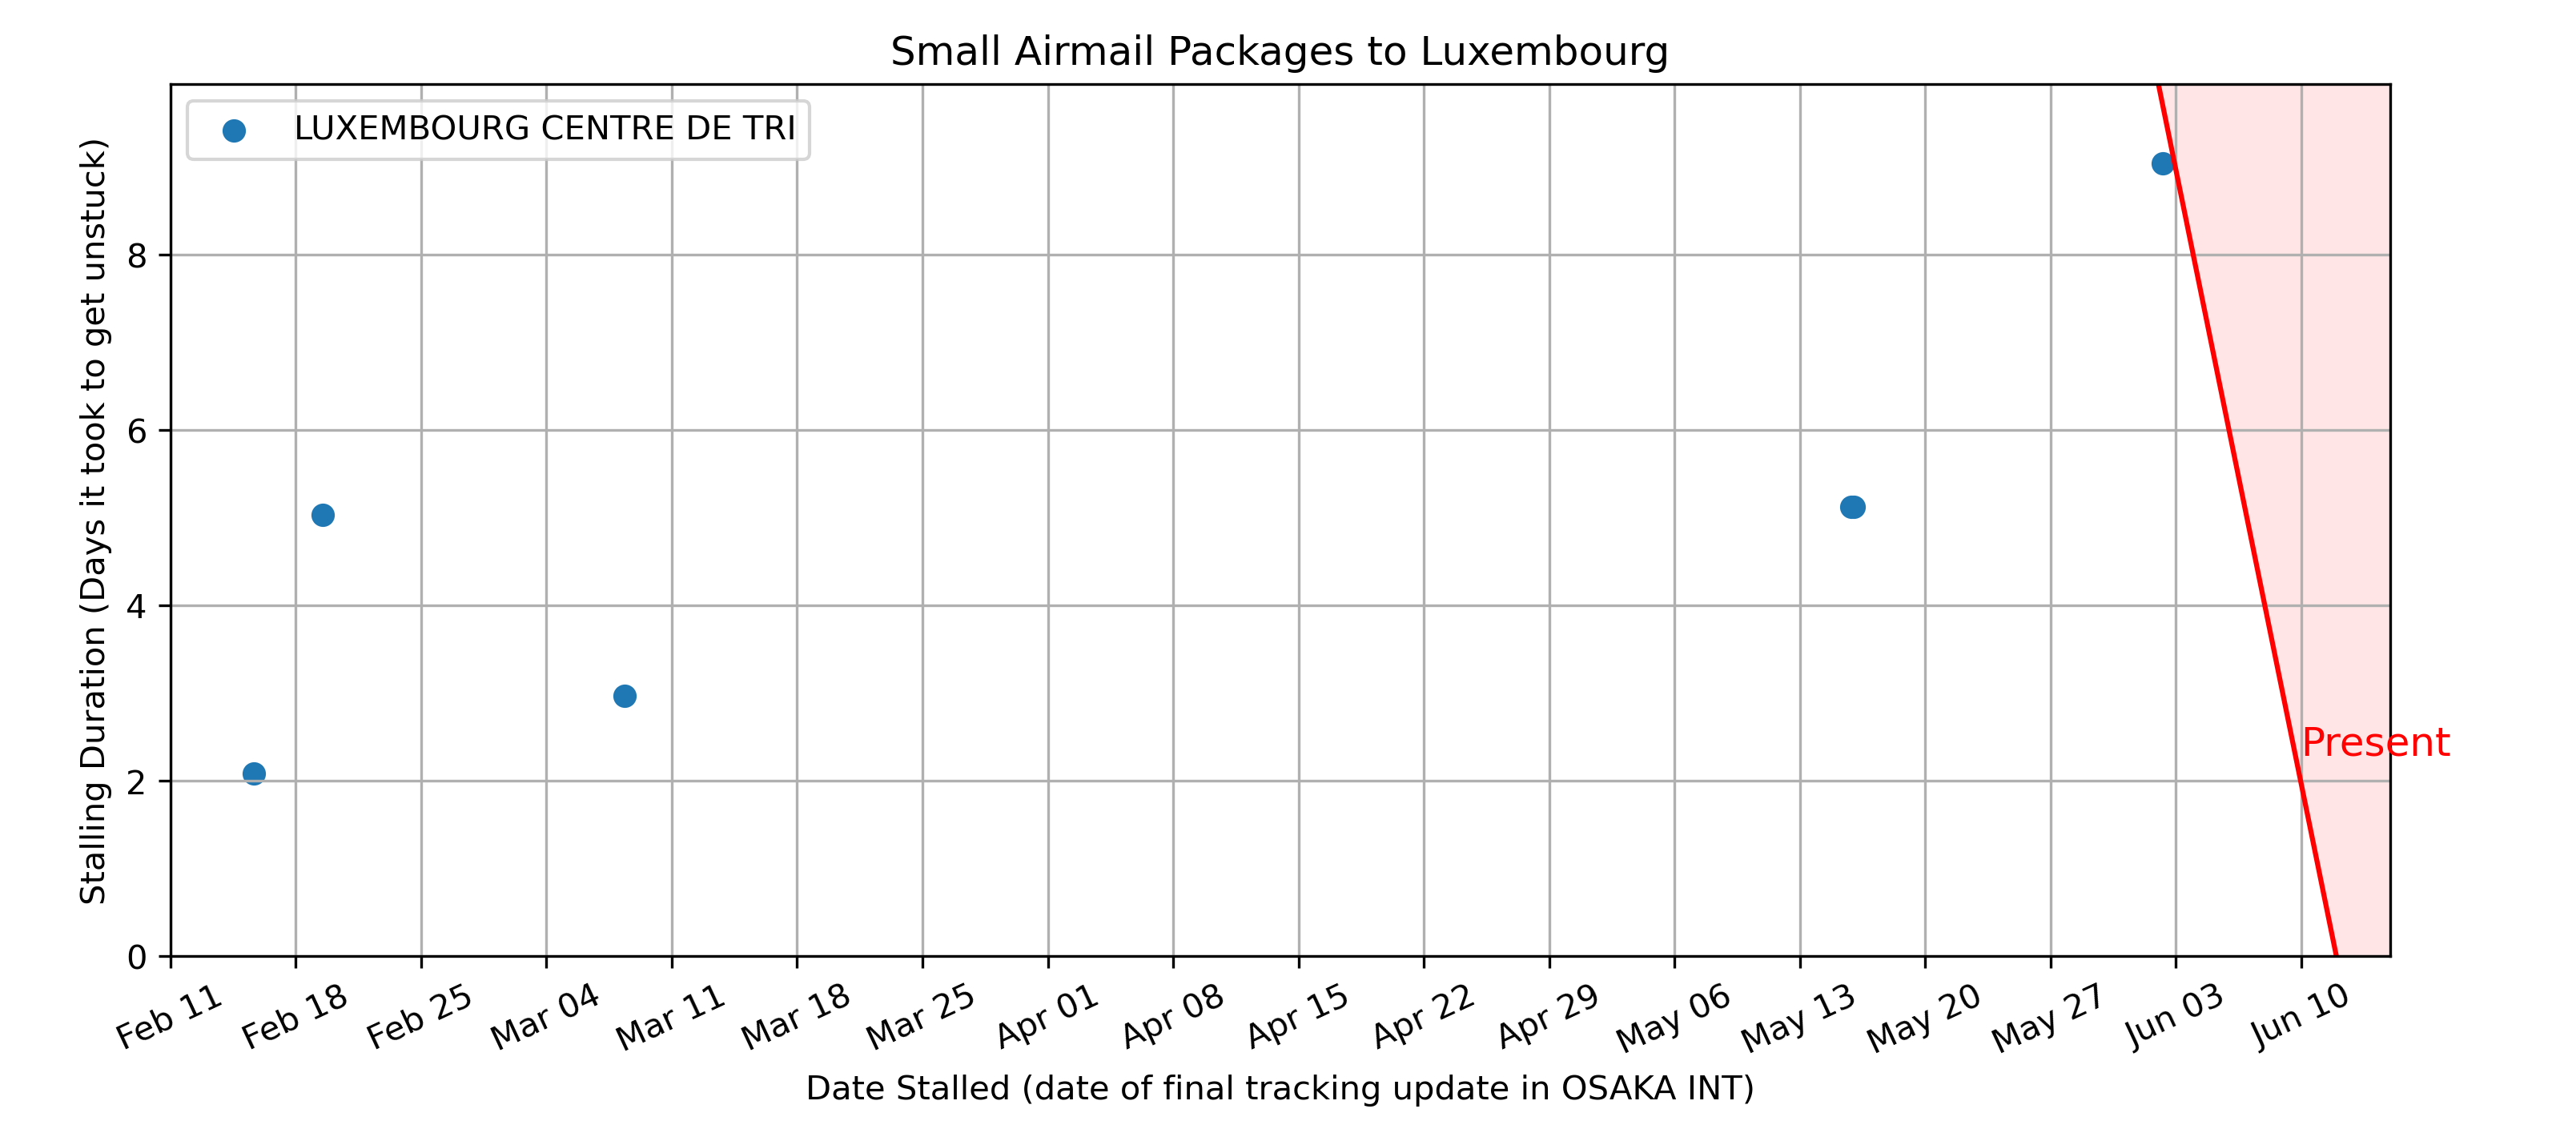 Small Airmail Packages to Luxembourg
LUXEMBOURG CENTRE DE TRI
Stalling Duration (Days it took to get unstuck)
8
6
4
2
0
Present
Feb 11
Feb 18
Feb 25
Mar 04
Mar 11
Mar 18
Mar 25
Apr 01
Apr 08
Apr 15
Apr 22
Apr 29
May 06
May 13
May 20
May 27
Jun 03
Jun 10
Date Stalled (date of final tracking update in OSAKA INT)